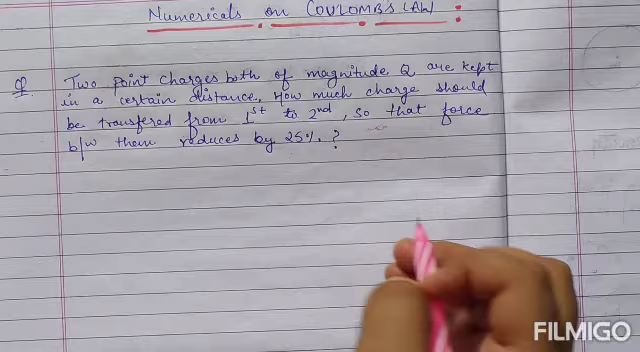 Numericals on COULOMBS LAW :
Q Two point charges both of magnitude Q are kept
in a certain distance. How much charge should
be transfered from 1st to 2nd, so that force
b/w them reduces by 25%. ?
FILMIGO